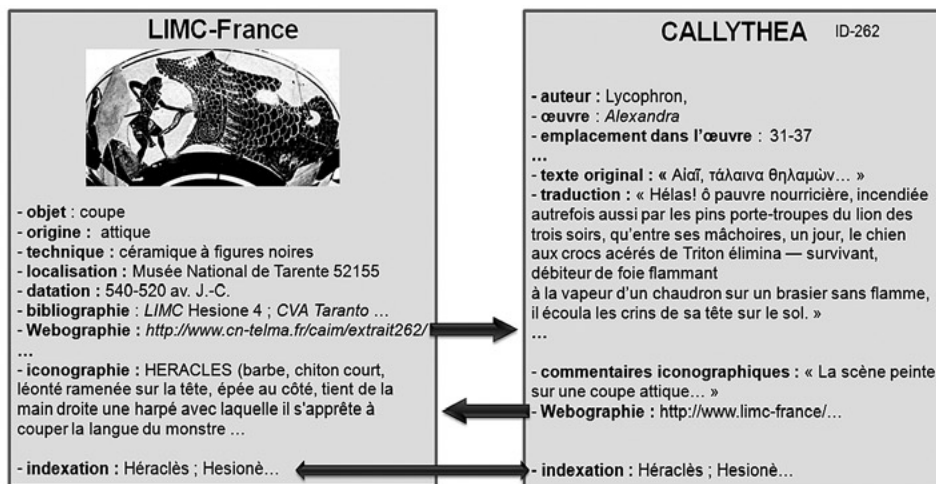 LIMC-France
- objet : coupe
- origine : attique
- technique : céramique à figures noires
- localisation : Musée National de Tarente 52155
- datation : 540-520 av. J.-C.
- bibliographie : LIMC Hesione 4 ; CVA Taranto ...
- Webographie : http://www.cn-telma.fr/caim/extrait262/
...
- iconographie : HERACLES (barbe, chiton court,
léonté ramenée sur la tête, épée au côté, tient de la
main droite une harpé avec laquelle il s'apprête à
couper la langue du monstre ...
- indexation : Héraclès ; Hesionè...
CALLYTHEA ID-262
- auteur : Lycophron,
- œuvre : Alexandra
- emplacement dans l'œuvre : 31-37
...
- texte original : « Αἰαῖ, τάλαινα θηλαμών... »
- traduction : « Hélas! ô pauvre nourricière, incendiée
autrefois aussi par les pins porte-troupes du lion des
trois soirs, qu'entre ses mâchoires, un jour, le chien
aux crocs acérés de Triton élimina — survivant,
débiteur de foie flammant
à la vapeur d'un chaudron sur un brasier sans flamme,
il écoula les crins de sa tête sur le sol. »
...
- commentaires iconographiques : « La scène peinte
sur une coupe attique... »
- Webographie : http://www.limc-france/...
- indexation : Héraclès ; Hesionè...